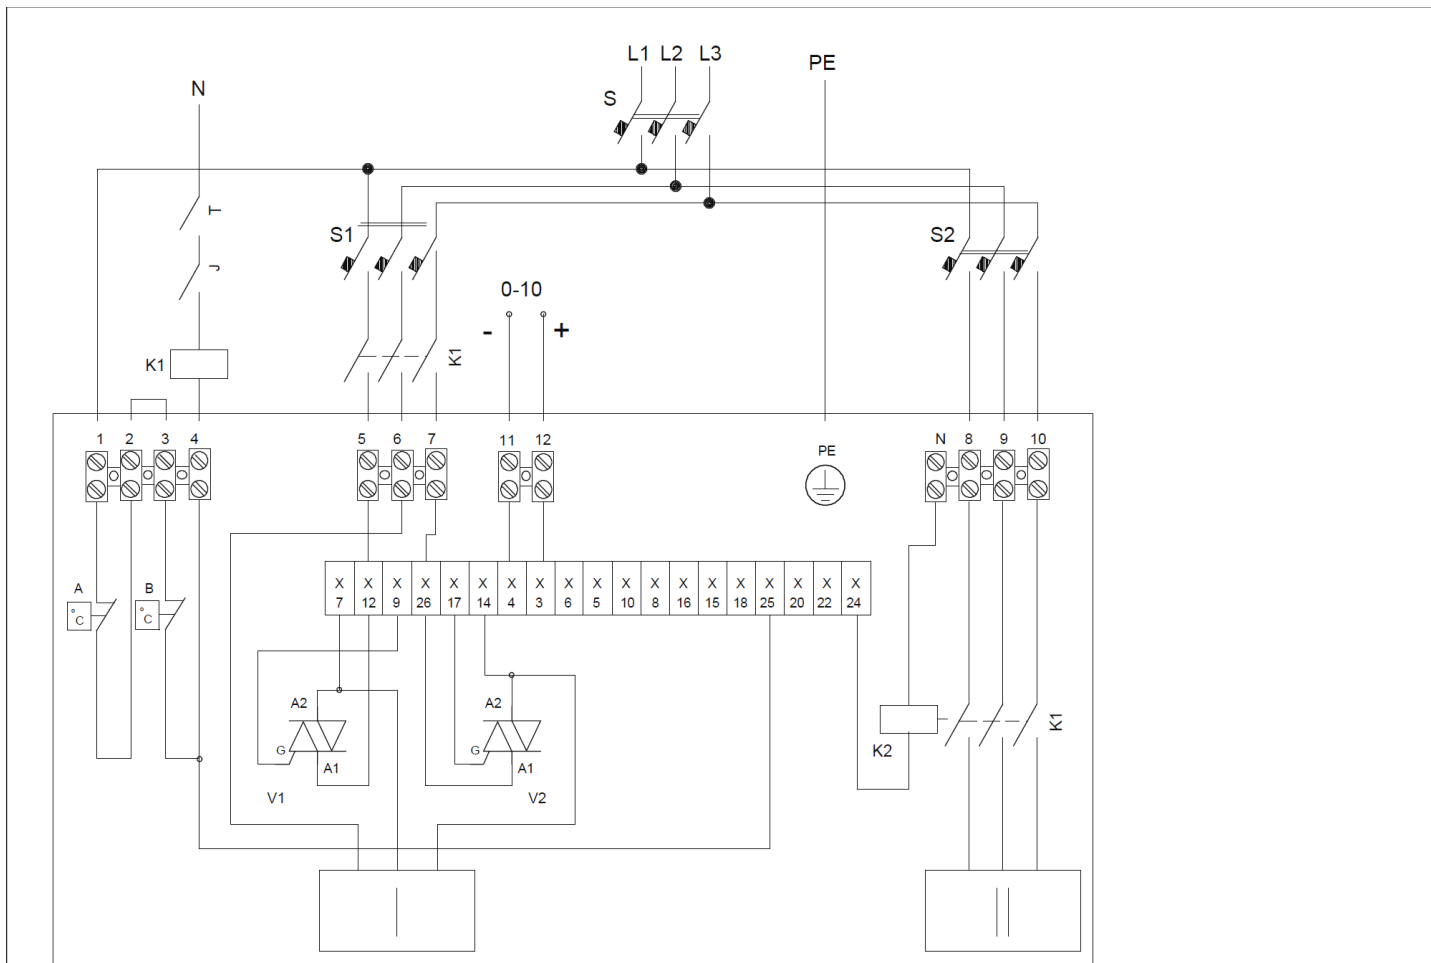 L1 L2 L3
PE
N
S
T
S1
S2
J
0-10
- +
K1
K1
1 2 3 4
5 6 7
11 12
PE
N 8 9 10
X X X X X X X X X X X X X X X X X X X
7 12 9 26 17 14 4 3 6 5 10 8 16 15 18 25 20 22 24
A
B
°C
°C
A2
A2
G
G
A1
A1
V1
V2
K2
K1